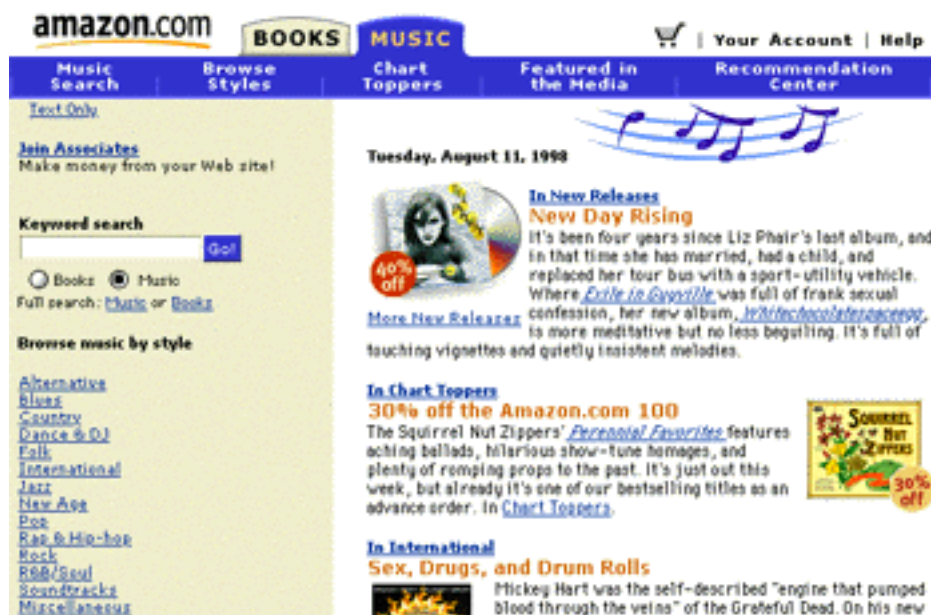 amazon.com
BOOKS
MUSIC
| Your Account | Help
Music Search
Browse Styles
Chart Toppers
Featured in the Media
Recommendation Center
Text Only
Join Associates
Make money from your Web site!
Keyword search
Go!
Books Music
Full search: Music or Books
Browse music by style
Alternative
Blues
Country
Dance & DJ
Folk
International
Jazz
New Age
Pop
Rap & Hip-hop
Rock
R&B/Soul
Soundtracks
Miscellaneous
Tuesday, August 11, 1998
40% off
More New Releases
In New Releases
New Day Rising
It's been four years since Liz Phair's last album, and
in that time she has married, had a child, and
replaced her tour bus with a sport-utility vehicle.
Where Exile in Guyville was full of frank sexual
confession, her new album, Whitechocolatespaceegg,
is more meditative but no less beguiling. It's full of
touching vignettes and quietly insistent melodies.
In Chart Toppers
30% off the Amazon.com 100
The Squirrel Nut Zippers' Perennial Favorites features
aching ballads, hilarious show-tune homages, and
plenty of romping props to the past. It's just out this
week, but already it's one of our bestselling titles as an
advance order. In Chart Toppers.
SQUIRREL
NUT
ZIPPERS
30% off
In International
Sex, Drugs, and Drum Rolls
Mickey Hart was the self-described "engine that pumped
blood through the veins" of the Grateful Dead. On his new